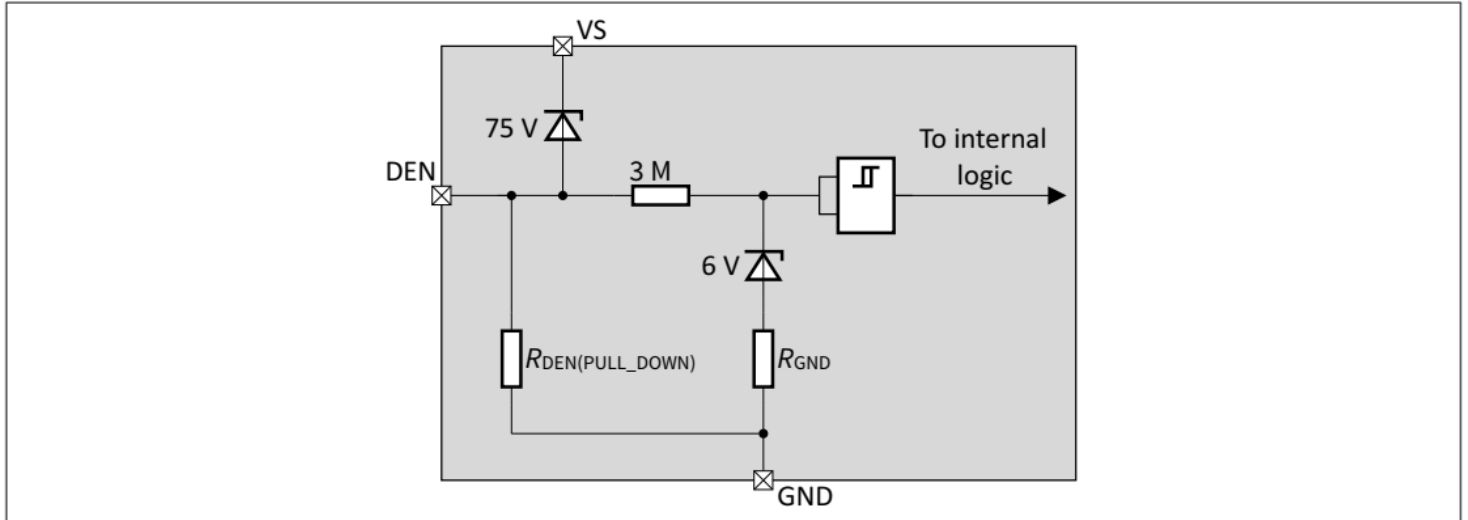 VS
75 V
DEN
3 M
To internal
logic
6 V
RDEN(PULL_DOWN)
RGND
GND